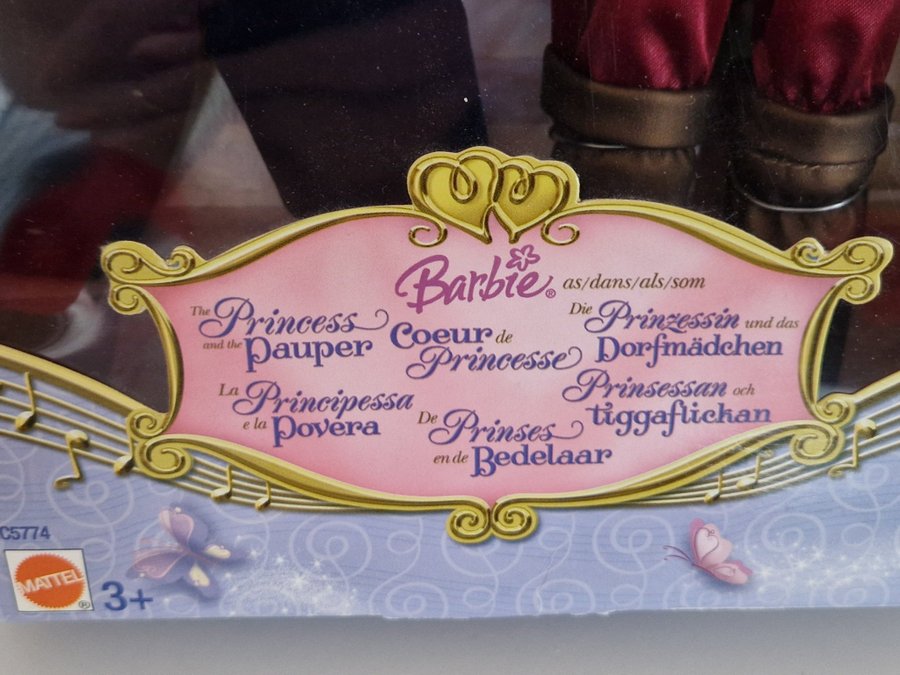 Barbie® as/dans/als/som
The Princess
and the Pauper
Coeur de
Princesse
Die Prinzessin und das
Dorfmädchen
La Principessa
e la Povera
De Prinses
en de Bedelaar
Prinsessan och
tiggaflickan
C5774
MATTEL ®
3+